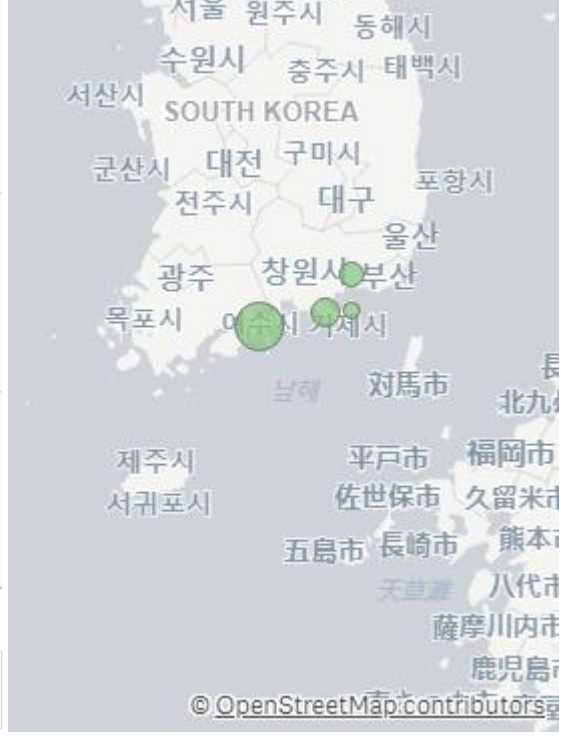 서울 원주시
동해시
수원시 충주시 태백시
서산시
SOUTH KOREA
군산시 대전 구미시
포항시
전주시 대구
울산
광주 창원시 부산
목포시 여수시 거제시
남해 対馬市
北九
제주시 平戸市 福岡市
서귀포시 佐世保市 久留米市
五島市 長崎市 熊本
天草灘 八代市
薩摩川内市
鹿児島
© OpenStreetMap contributors